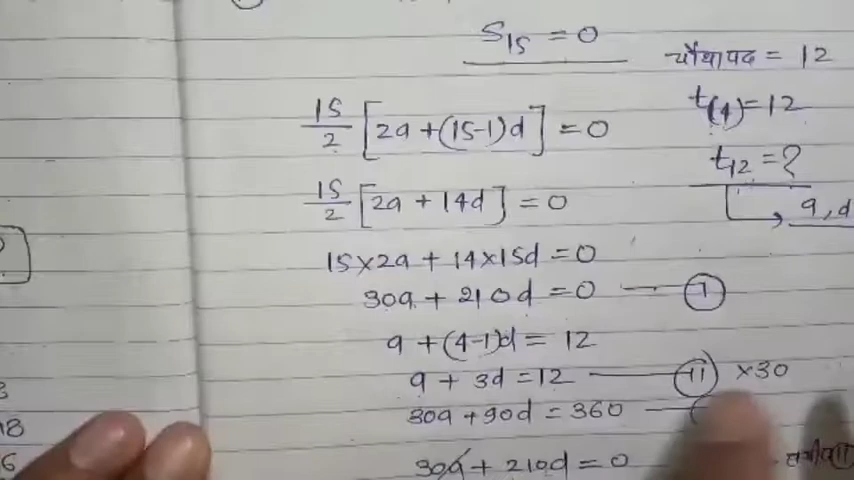 S15 = 0
चौथापद = 12
15/2 [2a + (15-1)d] = 0
t(4) = 12
t12 = ?
15/2 [2a + 14d] = 0
a, d
15×2a + 14×15d = 0
30a + 210d = 0 — I
a + (4-1)d = 12
a + 3d = 12 — II ×30
30a + 90d = 360 —
30a + 210d = 0
8
6